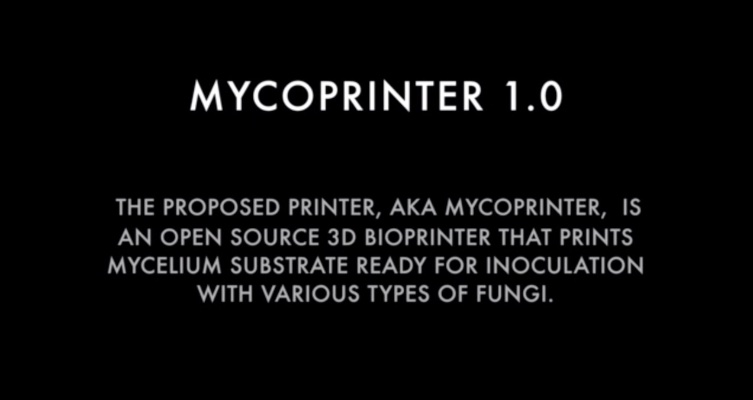 MYCOPRINTER 1.0
THE PROPOSED PRINTER, AKA MYCOPRINTER,  IS
AN OPEN SOURCE 3D BIOPRINTER THAT PRINTS
MYCELIUM SUBSTRATE READY FOR INOCULATION
WITH VARIOUS TYPES OF FUNGI.